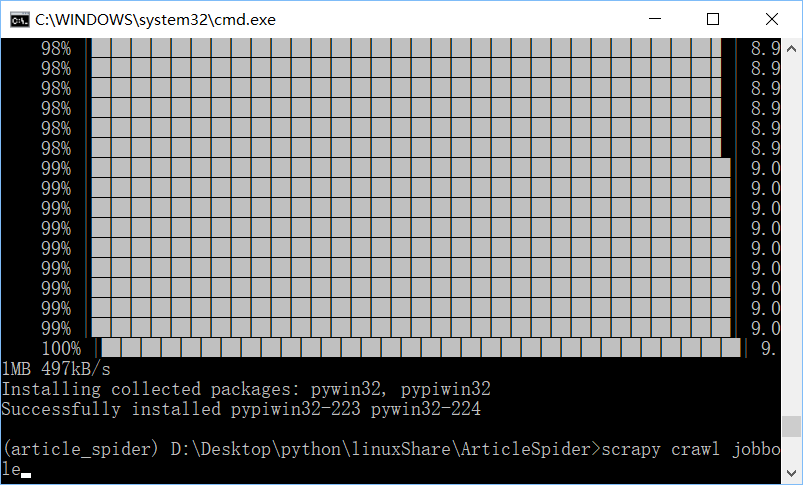 C:\WINDOWS\system32\cmd.exe
98% 8.9
98% 8.9
98% 8.9
98% 8.9
98% 8.9
98% 8.9
99% 9.0
99% 9.0
99% 9.0
99% 9.0
99% 9.0
99% 9.0
99% 9.0
99% 9.0
99% 9.0
100% 9.
1MB 497kB/s
Installing collected packages: pywin32, pypiwin32
Successfully installed pypiwin32-223 pywin32-224
(article_spider) D:\Desktop\python\linuxShare\ArticleSpider>scrapy crawl jobbo
le